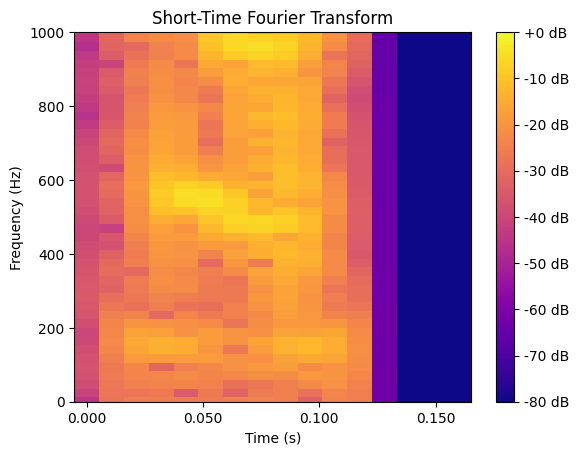 Short-Time Fourier Transform
1000
800
600
400
200
0
Frequency (Hz)
0.000
0.050
0.100
0.150
Time (s)
+0 dB
-10 dB
-20 dB
-30 dB
-40 dB
-50 dB
-60 dB
-70 dB
-80 dB